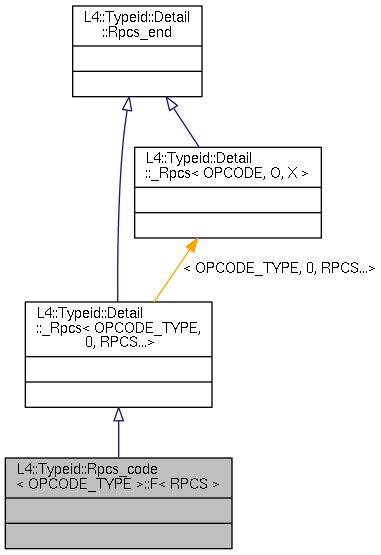 L4::Typeid::Detail
::Rpcs_end
L4::Typeid::Detail
::_Rpcs< OPCODE, O, X >
< OPCODE_TYPE, 0, RPCS...>
L4::Typeid::Detail
::_Rpcs< OPCODE_TYPE,
0, RPCS...>
L4::Typeid::Rpcs_code
< OPCODE_TYPE >::F< RPCS >